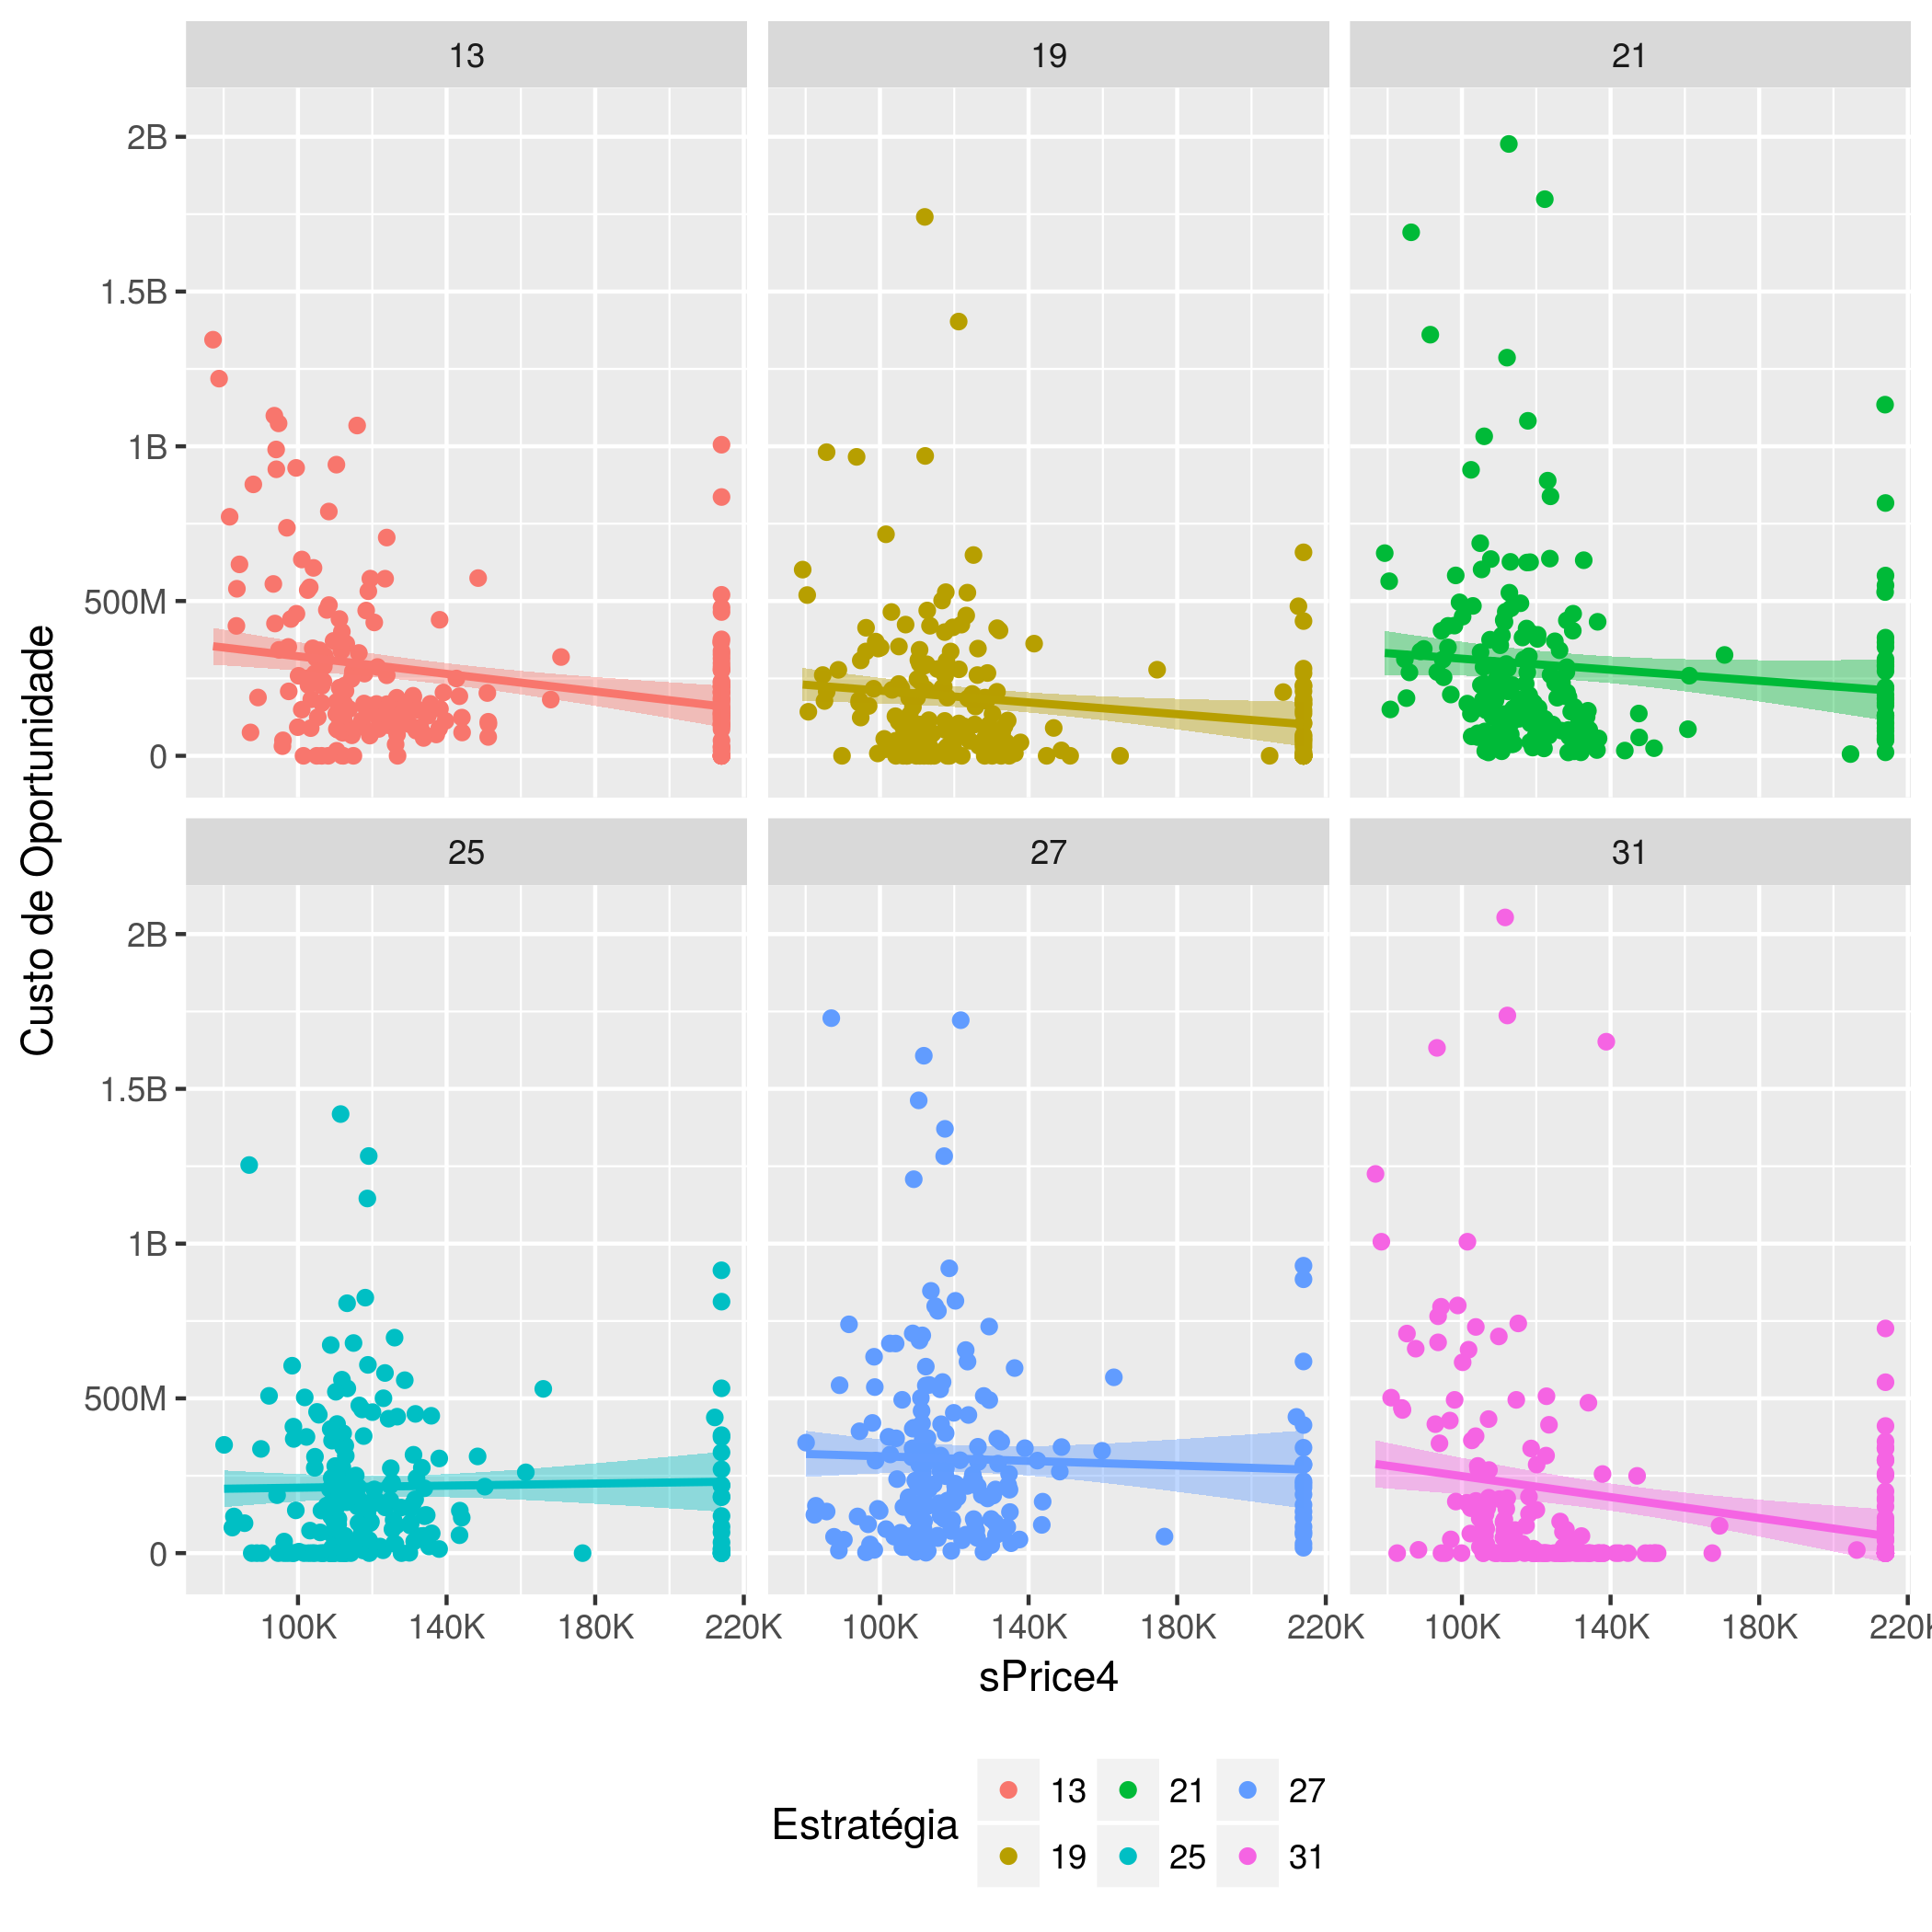 13 19 21
2B
1.5B
1B
500M
0
Custo de Oportunidade
25 27 31
2B
1.5B
1B
500M
0
100K 140K 180K 220K 100K 140K 180K 220K 100K 140K 180K 220K
sPrice4
Estratégia
13 21 27
19 25 31